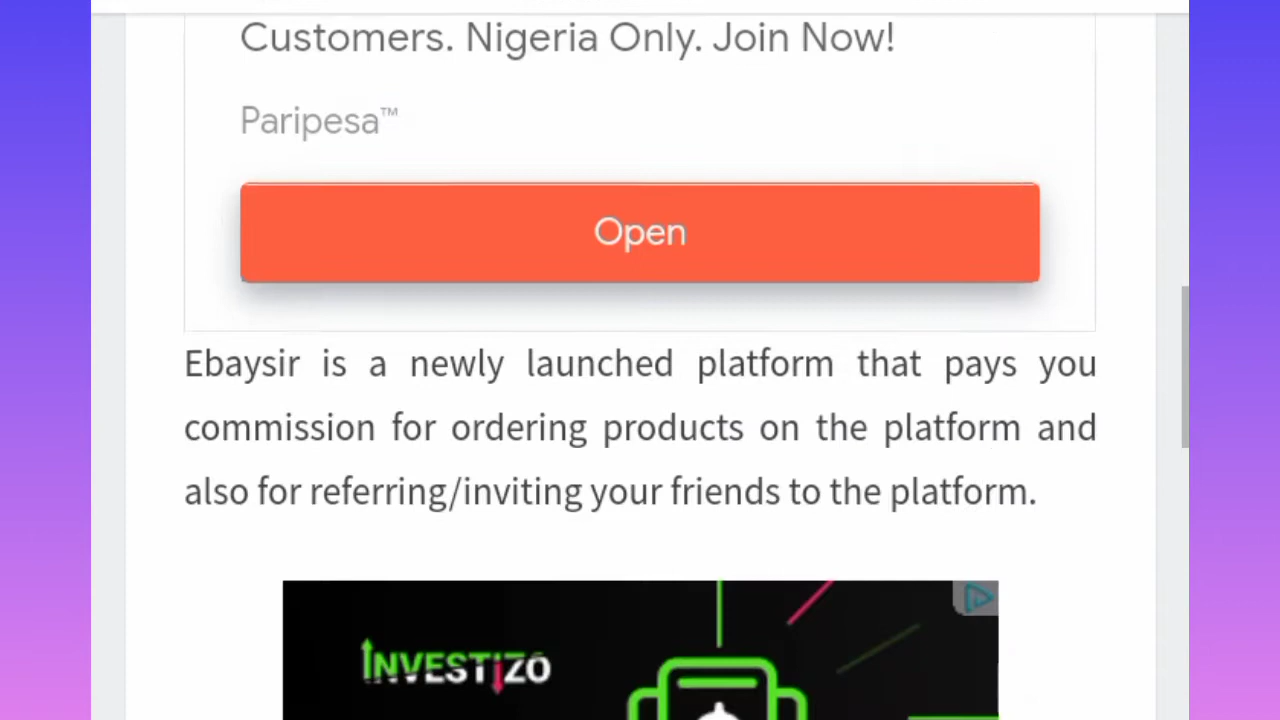 Customers. Nigeria Only. Join Now!
Paripesa™
Open
Ebaysir is a newly launched platform that pays you
commission for ordering products on the platform and
also for referring/inviting your friends to the platform.
INVESTIZO